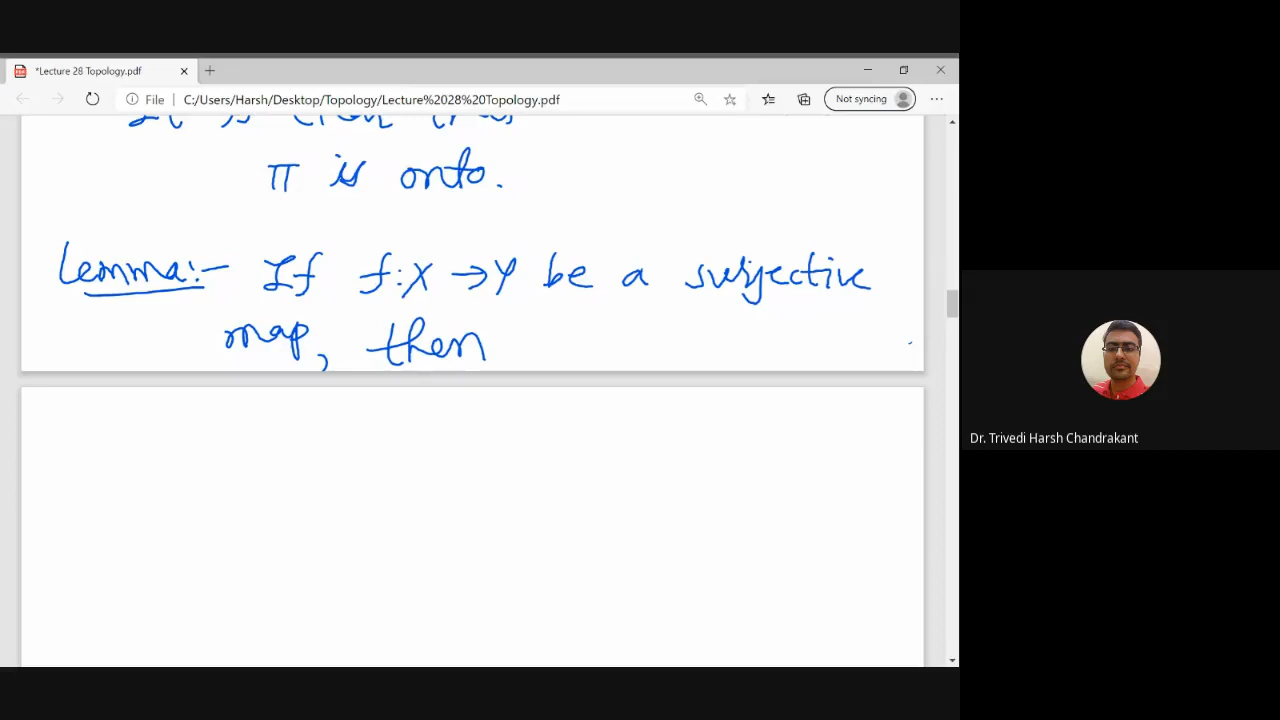 *Lecture 28 Topology.pdf
File
C:/Users/Harsh/Desktop/Topology/Lecture%2028%20Topology.pdf
Not syncing
π is onto.
Lemma:- If f:X→Y be a surjective
map, then
Dr. Trivedi Harsh Chandrakant